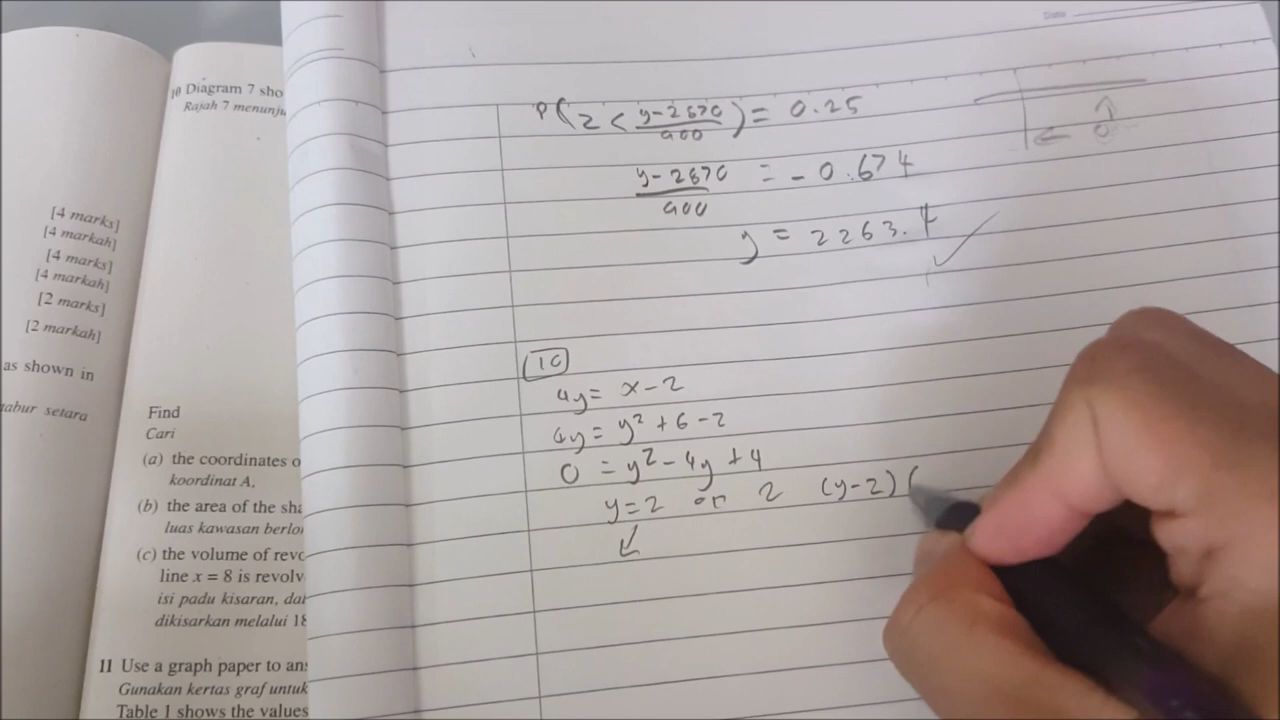 [4 marks]
[4 markah]
[4 marks]
[4 markah]
[2 marks]
[2 markah]
as shown in
tabur setara
10 Diagram 7 sho
Rajah 7 menunju
Find
Cari
(a) the coordinates o
koordinat A.
(b) the area of the sha
luas kawasan berlor
(c) the volume of revo
line x = 8 is revolv
isi padu kisaran, dar
dikisarkan melalui 18
11 Use a graph paper to ans
Gunakan kertas graf untuk
Table 1 shows the values
Date
P(Z < y-2870/900) = 0.25
y-2870/900 = -0.674
y = 2263.4
10
4y = x-2
4y = y² + 6 - 2
0 = y² - 4y + 4
y = 2 or 2 (y-2)(